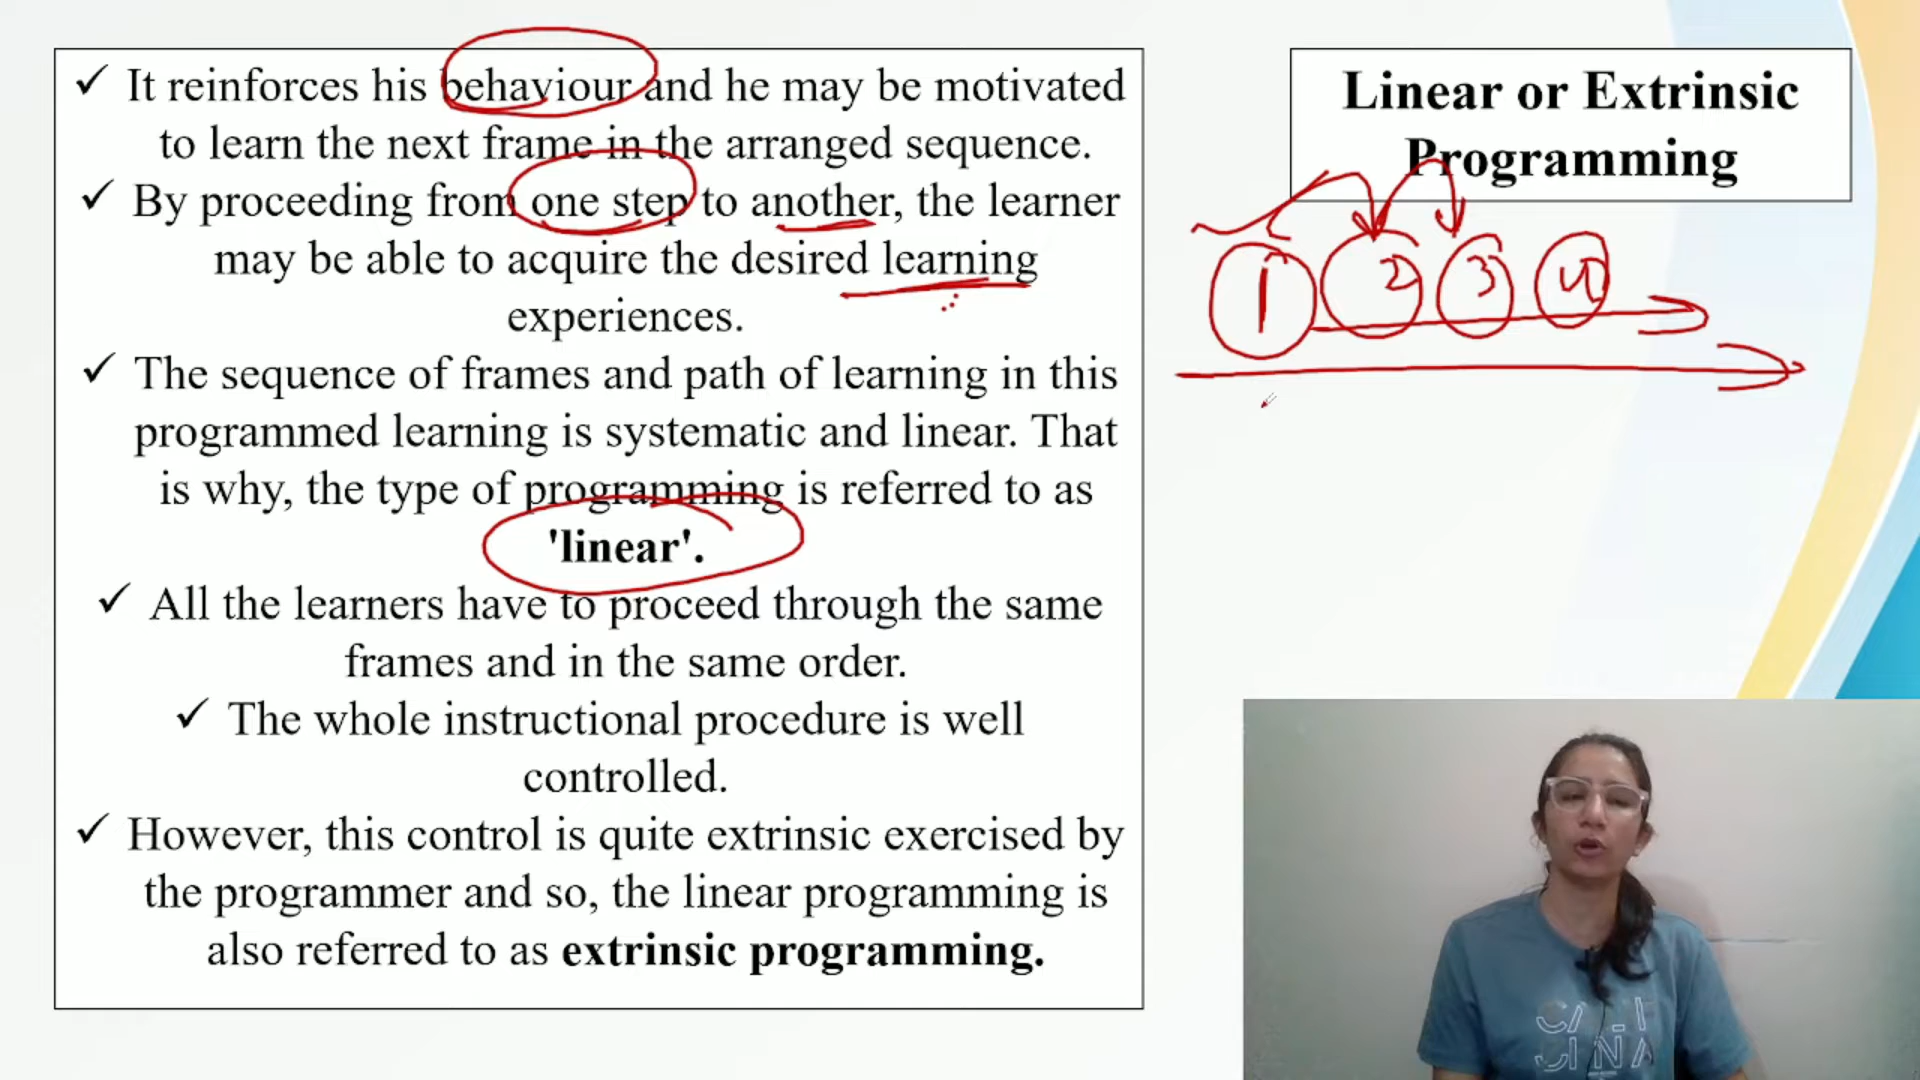 ✓ It reinforces his behaviour and he may be motivated
to learn the next frame in the arranged sequence.
✓ By proceeding from one step to another, the learner
may be able to acquire the desired learning
experiences.
✓ The sequence of frames and path of learning in this
programmed learning is systematic and linear. That
is why, the type of programming is referred to as
'linear'.
✓ All the learners have to proceed through the same
frames and in the same order.
✓ The whole instructional procedure is well
controlled.
✓ However, this control is quite extrinsic exercised by
the programmer and so, the linear programming is
also referred to as extrinsic programming.
Linear or Extrinsic
Programming
1 2 3 4